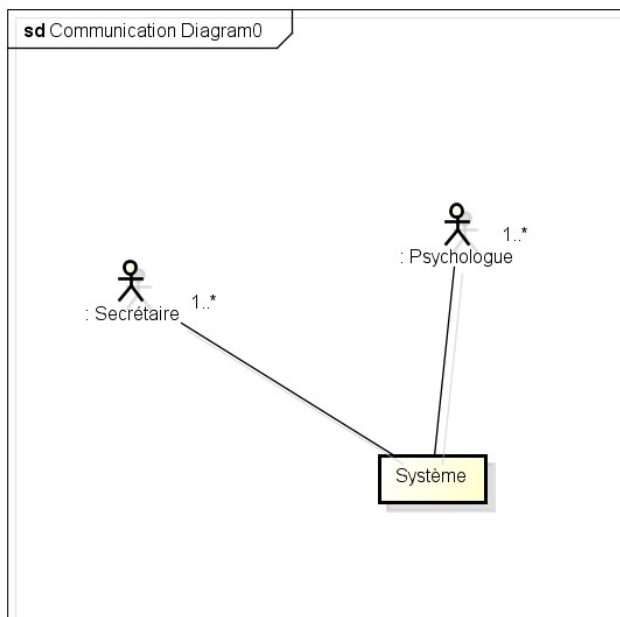 sd Communication Diagram0
1..*
: Psychologue
1..*
: Secrétaire
Système